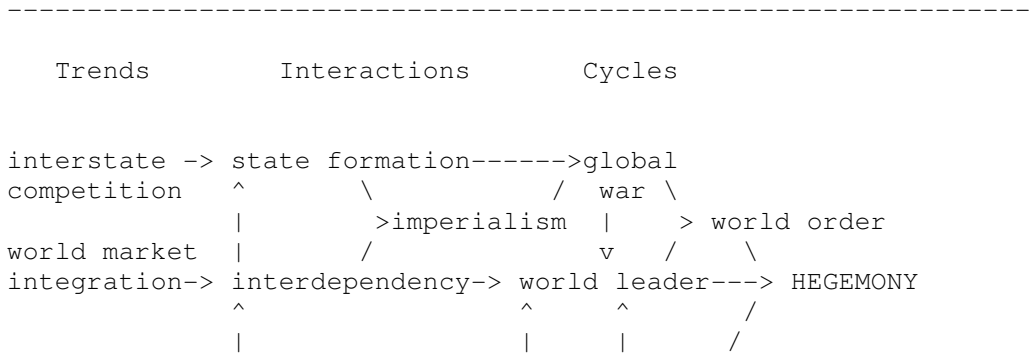 --------------------------------------------------------------
Trends Interactions Cycles
interstate -> state formation------>global
competition ^ \ / war \
| >imperialism | > world order
world market | / v / \
integration-> interdependency-> world leader---> HEGEMONY
^ ^ ^ /
| | | /